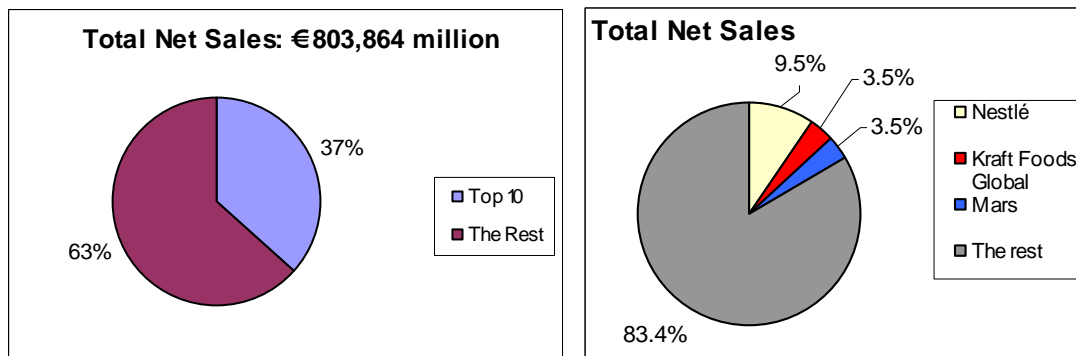 Total Net Sales: €803,864 million
37%
63%
Top 10
The Rest
Total Net Sales
9.5%
3.5%
3.5%
83.4%
Nestlé
Kraft Foods
Global
Mars
The rest